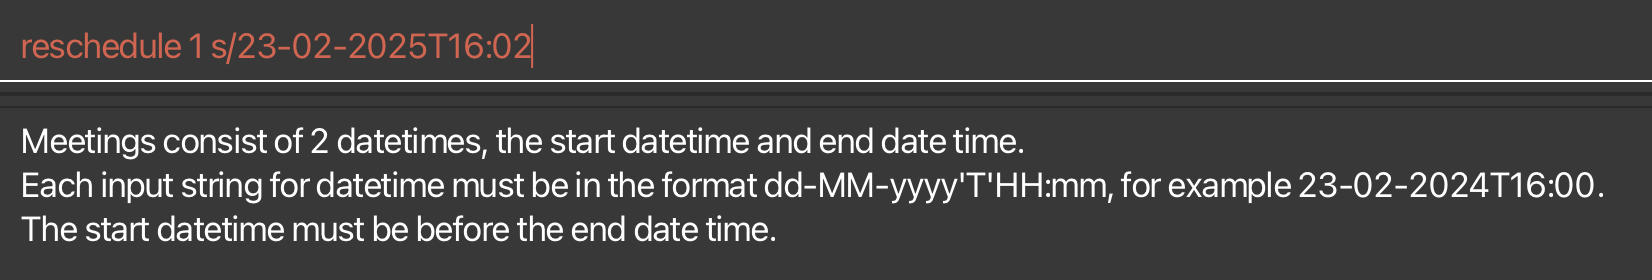 reschedule 1 s/23-02-2025T16:02
Meetings consist of 2 datetimes, the start datetime and end date time.
Each input string for datetime must be in the format dd-MM-yyyy'T'HH:mm, for example 23-02-2024T16:00.
The start datetime must be before the end date time.